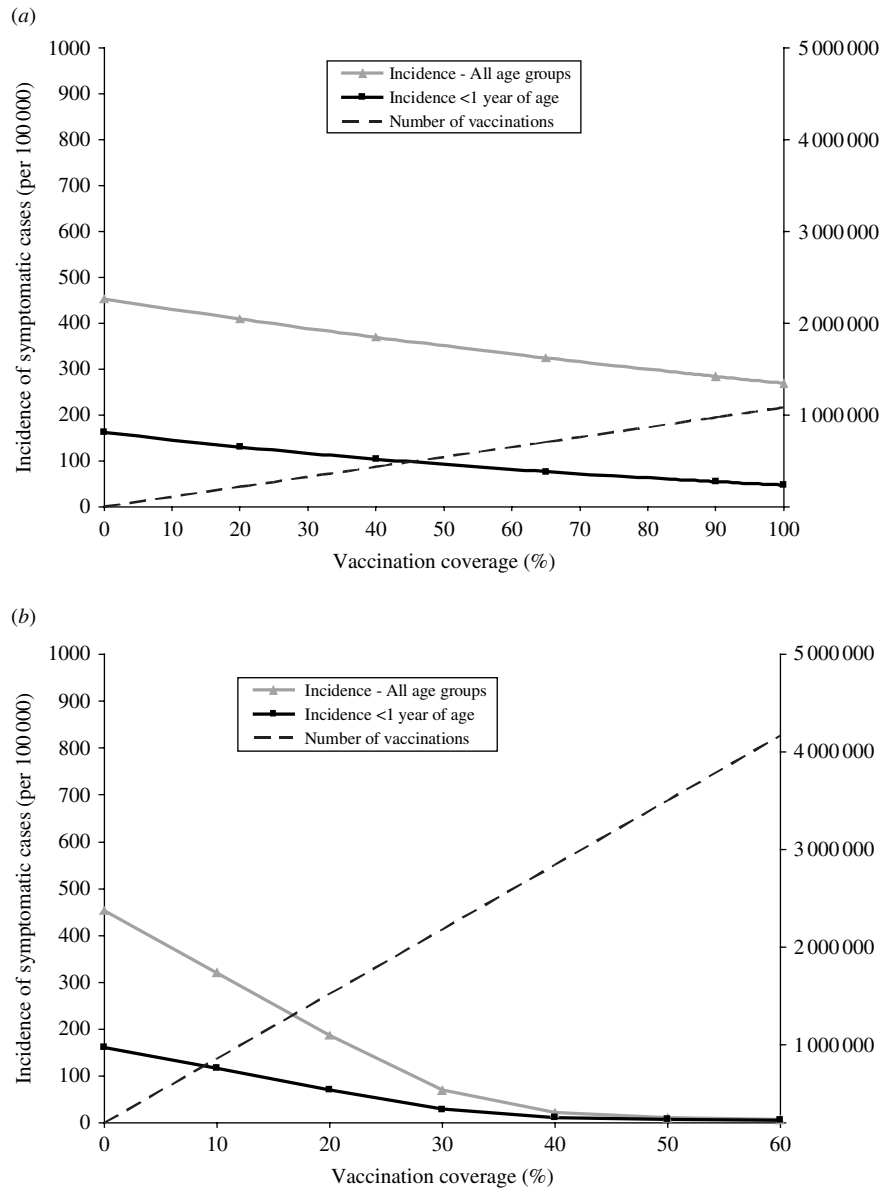 (a)
Incidence of symptomatic cases (per 100 000)
1000
900
800
700
600
500
400
300
200
100
0
Incidence - All age groups
Incidence <1 year of age
Number of vaccinations
5 000 000
4 000 000
3 000 000
2 000 000
1 000 000
0 10 20 30 40 50 60 70 80 90 100
Vaccination coverage (%)
(b)
Incidence of symptomatic cases (per 100 000)
1000
900
800
700
600
500
400
300
200
100
0
Incidence - All age groups
Incidence <1 year of age
Number of vaccinations
5 000 000
4 000 000
3 000 000
2 000 000
1 000 000
0 10 20 30 40 50 60
Vaccination coverage (%)